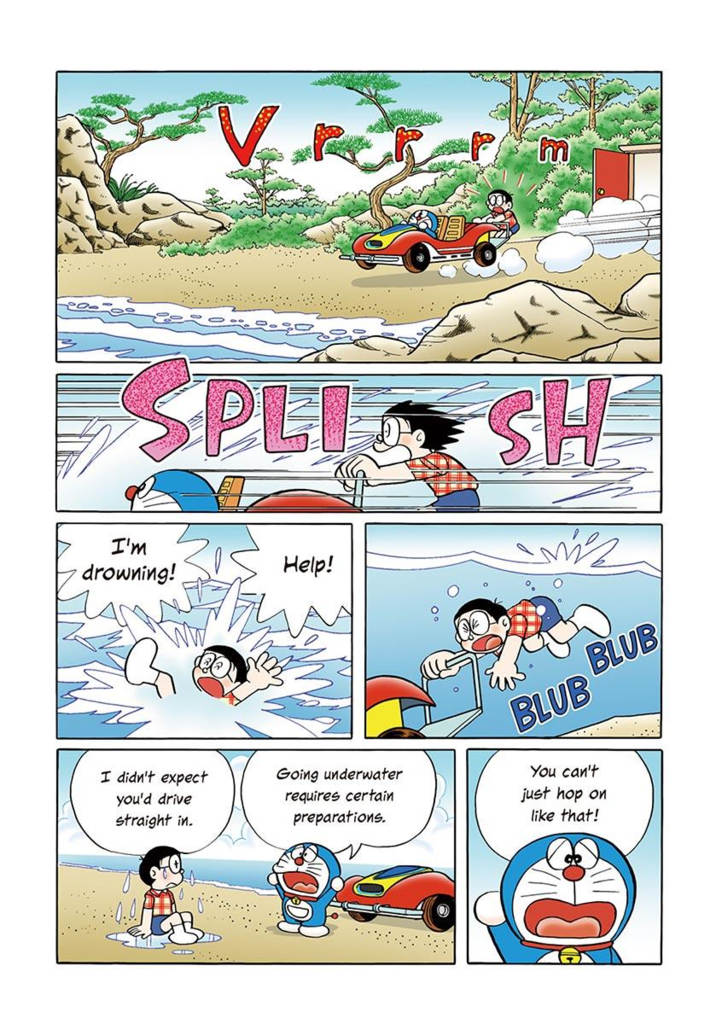 Vrrrm
SPLISH
I'm
drowning!
Help!
BLUB
BLUB
I didn't expect
you'd drive
straight in.
Going underwater
requires certain
preparations.
You can't
just hop on
like that!